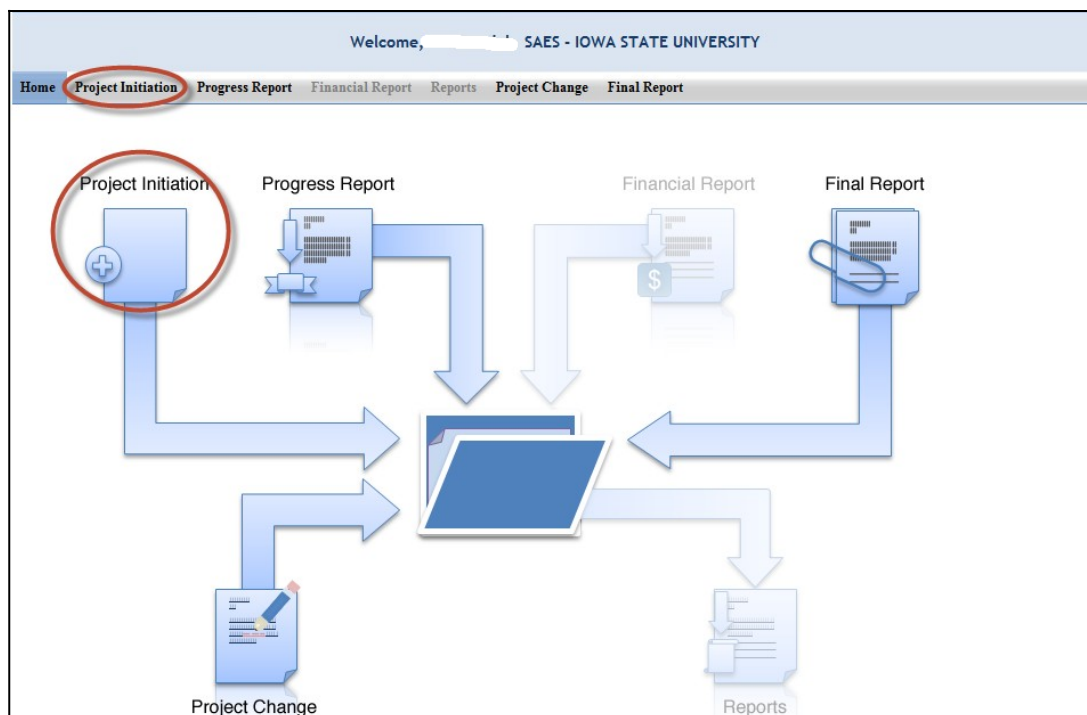 Welcome, SAES - IOWA STATE UNIVERSITY
Home Project Initiation Progress Report Financial Report Reports Project Change Final Report
Project Initiation Progress Report Financial Report Final Report
$
Project Change Reports